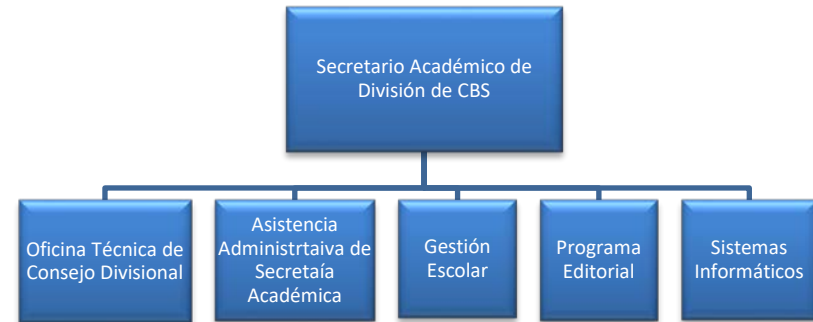 Secretario Académico de
División de CBS
Oficina Técnica de
Consejo Divisional
Asistencia
Administrtaiva de
Secretaía
Académica
Gestión
Escolar
Programa
Editorial
Sistemas
Informáticos